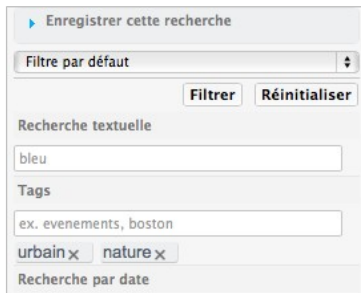 Enregistrer cette recherche
Filtre par défaut
Filtrer Réinitialiser
Recherche textuelle
bleu
Tags
ex. evenements, boston
urbain x nature x
Recherche par date